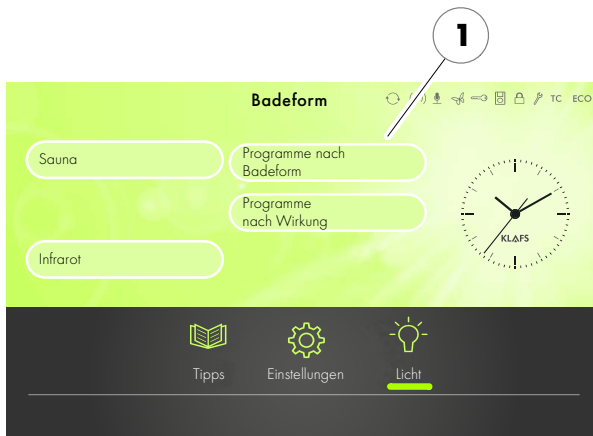 1
Badeform
TC ECO
Sauna
Programme nach
Badeform
Programme
nach Wirkung
Infrarot
KLAFS
Tipps
Einstellungen
Licht